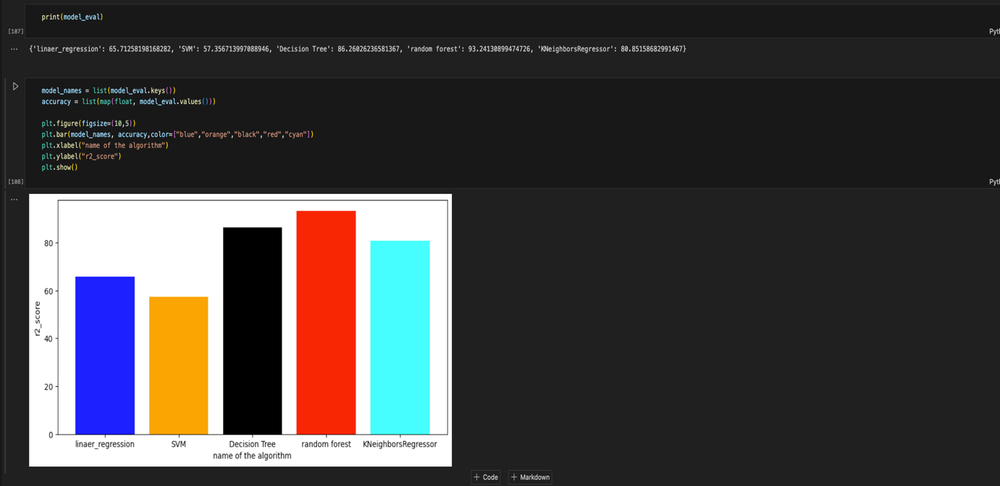 print(model_eval)
[107]
Pyth
... {'linaer_regression': 65.71258198168282, 'SVM': 57.356713997088946, 'Decision Tree': 86.26026236581367, 'random forest': 93.24130899474726, 'KNeighborsRegressor': 80.85158682991467}
model_names = list(model_eval.keys())
accuracy = list(map(float, model_eval.values()))
plt.figure(figsize=(10,5))
plt.bar(model_names, accuracy,color=["blue","orange","black","red","cyan"])
plt.xlabel("name of the algorithm")
plt.ylabel("r2_score")
plt.show()
[108]
Pyth
...
r2_score
80
60
40
20
0
linaer_regression SVM Decision Tree random forest KNeighborsRegressor
name of the algorithm
+ Code + Markdown